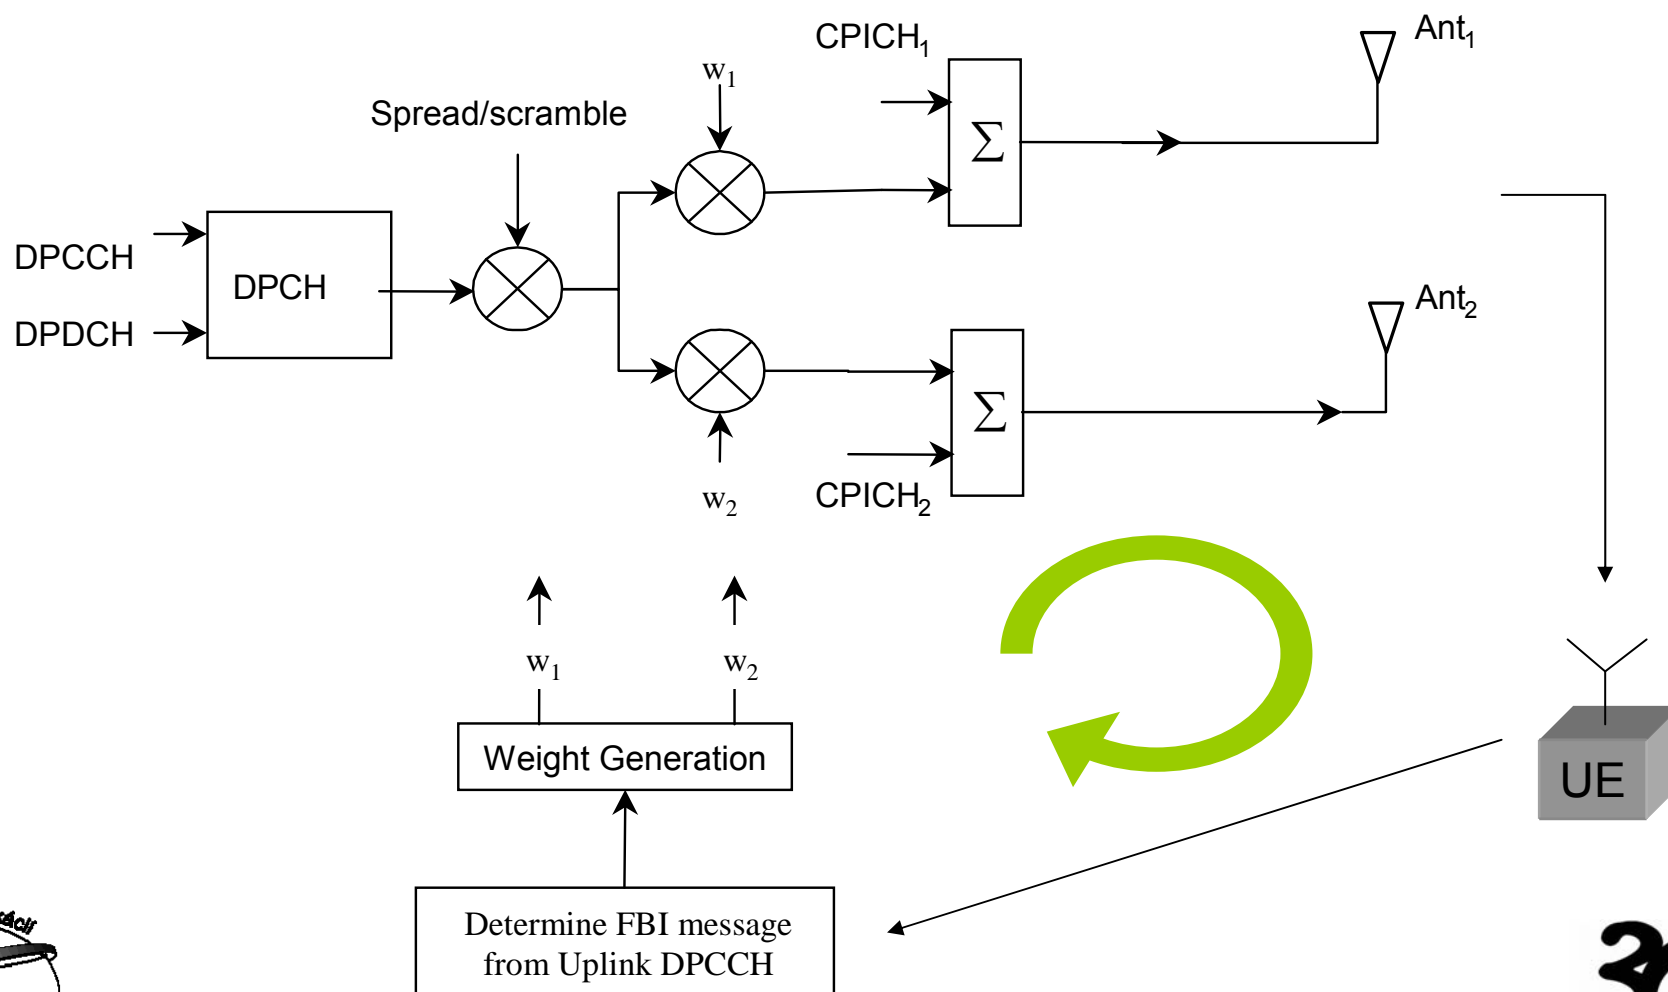 CPICH1
Ant1
w1
Spread/scramble
Σ
DPCCH
DPCH
DPDCH
Ant2
Σ
w2
CPICH2
w1
w2
Weight Generation
UE
Determine FBI message
from Uplink DPCCH